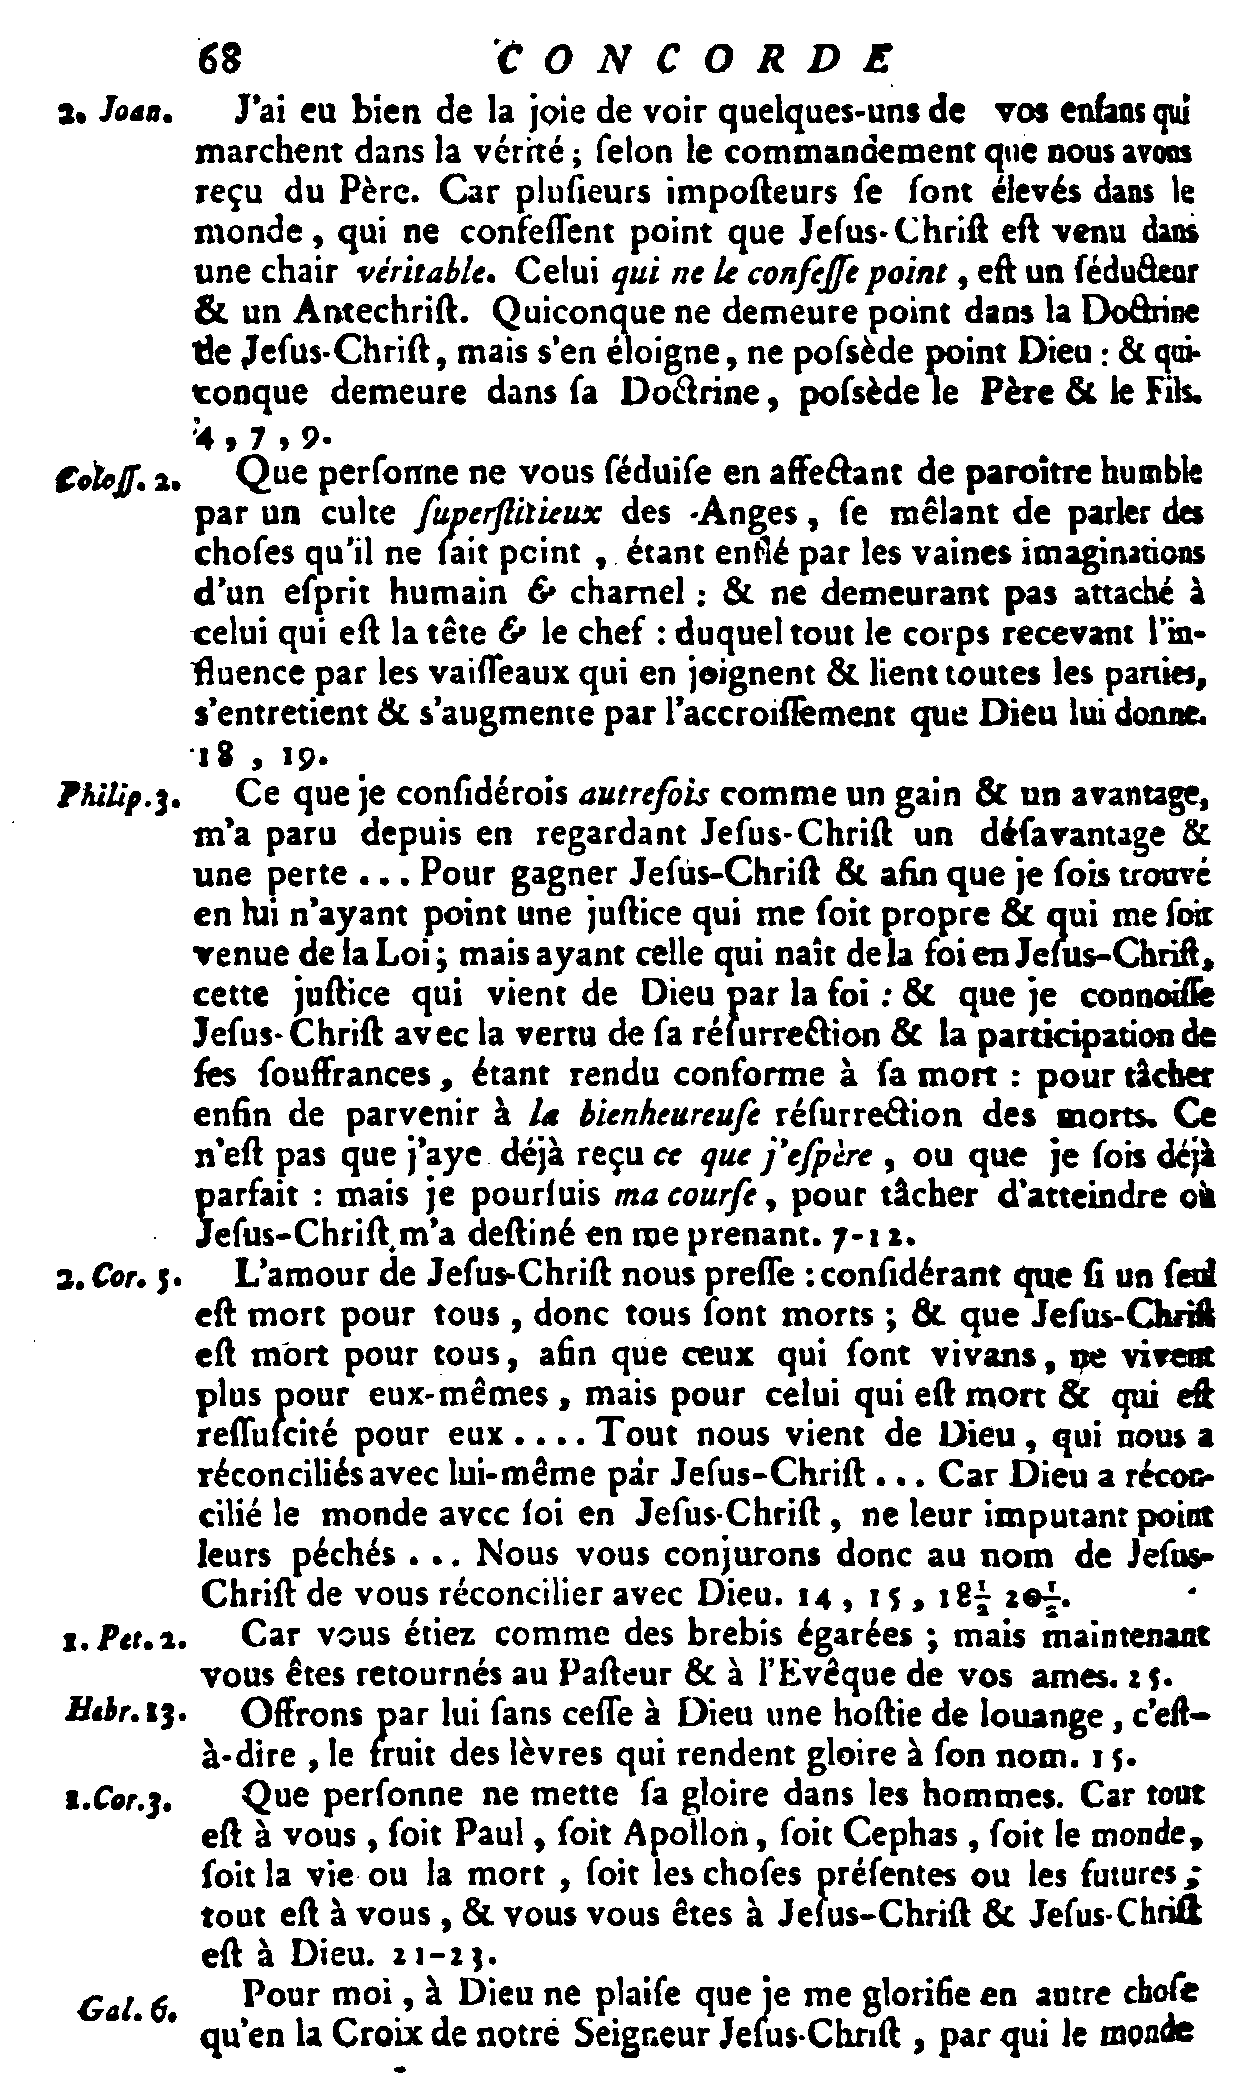 68 CONCORDE
2. Joan. J'ai eu bien de la joie de voir quelques-uns de vos enfans qui
marchent dans la vérité ; ſelon le commandement que nous avons
reçu du Père. Car pluſieurs impoſteurs ſe ſont élevés dans le
monde, qui ne confeſſent point que Jeſus-Chriſt eſt venu dans
une chair véritable. Celui qui ne le confeſſe point, eſt un ſéducteur
& un Antechriſt. Quiconque ne demeure point dans la Doctrine
de Jeſus-Chriſt, mais s'en éloigne, ne poſsède point Dieu : & qui-
conque demeure dans ſa Doctrine, poſsède le Père & le Fils.
4, 7, 9.
Coloſſ. 2. Que perſonne ne vous ſéduiſe en affectant de paroître humble
par un culte ſuperſtitieux des Anges, ſe mêlant de parler des
choſes qu'il ne ſait point, étant enflé par les vaines imaginations
d'un eſprit humain & charnel : & ne demeurant pas attaché à
celui qui eſt la tête & le chef : duquel tout le corps recevant l'in-
fluence par les vaiſſeaux qui en joignent & lient toutes les parties,
s'entretient & s'augmente par l'accroiſſement que Dieu lui donne.
18, 19.
Philip. 3. Ce que je conſidérois autrefois comme un gain & un avantage,
m'a paru depuis en regardant Jeſus-Chriſt un déſavantage &
une perte ... Pour gagner Jeſus-Chriſt & afin que je ſois trouvé
en lui n'ayant point une juſtice qui me ſoit propre & qui me ſoit
venue de la Loi; mais ayant celle qui naît de la foi en Jeſus-Chriſt,
cette juſtice qui vient de Dieu par la foi : & que je connoiſſe
Jeſus-Chriſt avec la vertu de ſa réſurrection & la participation de
ſes ſouffrances, étant rendu conforme à ſa mort : pour tâcher
enfin de parvenir à la bienheureuſe réſurrection des morts. Ce
n'eſt pas que j'aye déjà reçu ce que j'eſpère, ou que je ſois déjà
parfait : mais je pourſuis ma courſe, pour tâcher d'atteindre où
Jeſus-Chriſt m'a deſtiné en me prenant. 7-12.
2. Cor. 5. L'amour de Jeſus-Chriſt nous preſſe : conſidérant que ſi un ſeul
eſt mort pour tous, donc tous ſont morts ; & que Jeſus-Chriſt
eſt mort pour tous, afin que ceux qui ſont vivans, ne vivent
plus pour eux-mêmes, mais pour celui qui eſt mort & qui eſt
reſſuſcité pour eux .... Tout nous vient de Dieu, qui nous a
réconciliés avec lui-même par Jeſus-Chriſt ... Car Dieu a récon-
cilié le monde avec ſoi en Jeſus-Chriſt, ne leur imputant point
leurs péchés ... Nous vous conjurons donc au nom de Jeſus-
Chriſt de vous réconcilier avec Dieu. 14, 15, 18½ 20½.
1. Pet. 2. Car vous étiez comme des brebis égarées ; mais maintenant
vous êtes retournés au Paſteur & à l'Evêque de vos ames. 25.
Hebr. 13. Offrons par lui ſans ceſſe à Dieu une hoſtie de louange, c'eſt-
à-dire, le fruit des lèvres qui rendent gloire à ſon nom. 15.
1. Cor. 3. Que perſonne ne mette ſa gloire dans les hommes. Car tout
eſt à vous, ſoit Paul, ſoit Apollon, ſoit Cephas, ſoit le monde,
ſoit la vie ou la mort, ſoit les choſes préſentes ou les futures ;
tout eſt à vous, & vous vous êtes à Jeſus-Chriſt & Jeſus-Chriſt
eſt à Dieu. 21-23.
Gal. 6. Pour moi, à Dieu ne plaiſe que je me glorifie en autre choſe
qu'en la Croix de notre Seigneur Jeſus-Chriſt, par qui le monde